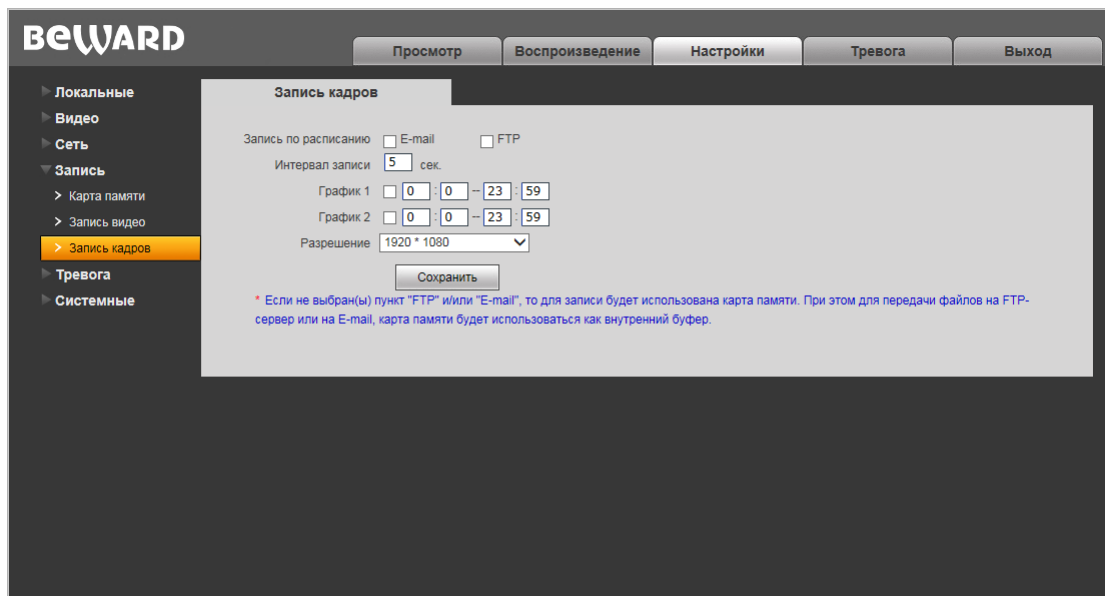 BEWARD
Просмотр
Воспроизведение
Настройки
Тревога
Выход
Локальные
Видео
Сеть
Запись
Карта памяти
Запись видео
Запись кадров
Тревога
Системные
Запись кадров
Запись по расписанию E-mail FTP
Интервал записи 5 сек.
График 1 0 : 0 -- 23 : 59
График 2 0 : 0 -- 23 : 59
Разрешение 1920 * 1080
Сохранить
* Если не выбран(ы) пункт "FTP" и/или "E-mail", то для записи будет использована карта памяти. При этом для передачи файлов на FTP-
сервер или на E-mail, карта памяти будет использоваться как внутренний буфер.